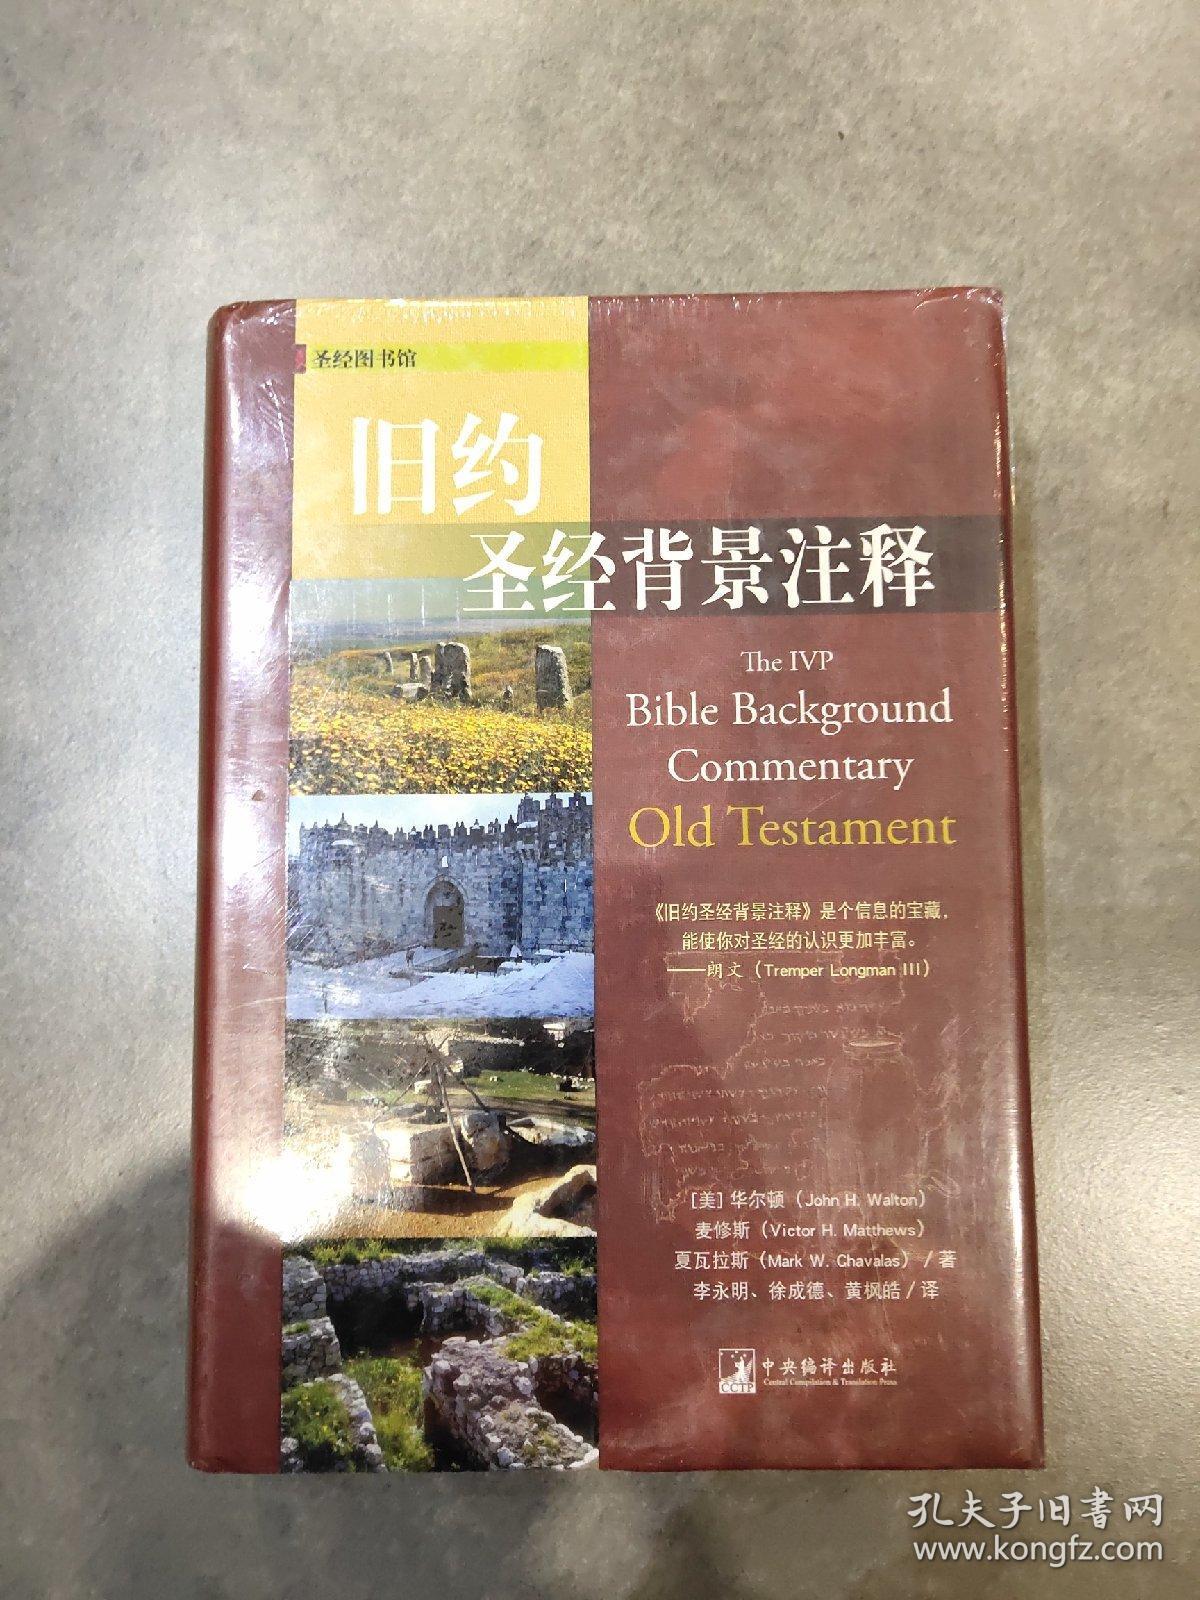 圣经图书馆
旧约
圣经背景注释
The IVP
Bible Background
Commentary
Old Testament
《旧约圣经背景注释》是个信息的宝藏,
能使你对圣经的认识更加丰富。
——朗文（Tremper Longman III）
[美] 华尔顿（John H. Walton）
麦修斯（Victor H. Matthews）
夏瓦拉斯（Mark W. Chavalas）/ 著
李永明、徐成德、黄枫皓 / 译
CCTP
中央编译出版社
Central Compilation & Translation Press
孔夫子旧书网
www.kongfz.com